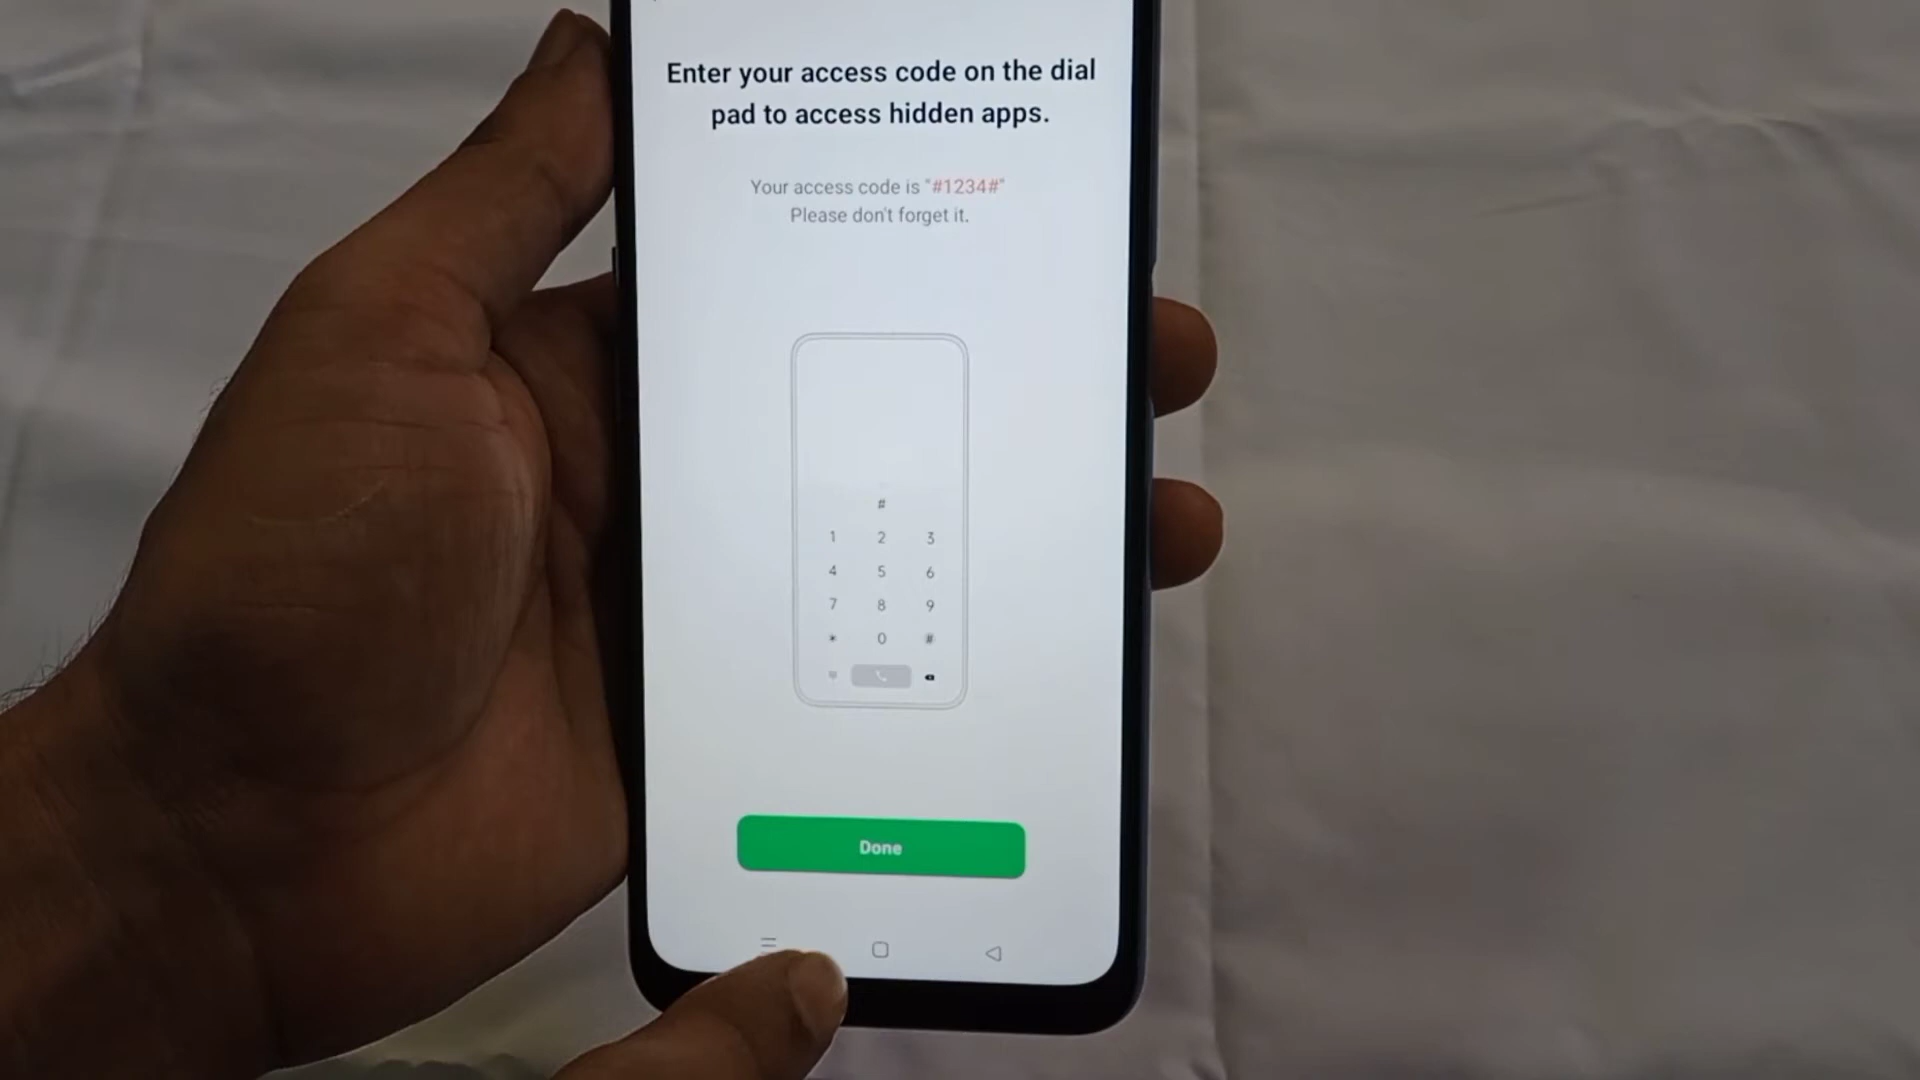 Enter your access code on the dial
pad to access hidden apps.
Your access code is "#1234#"
Please don't forget it.
#
1 2 3
4 5 6
7 8 9
* 0 #
Done